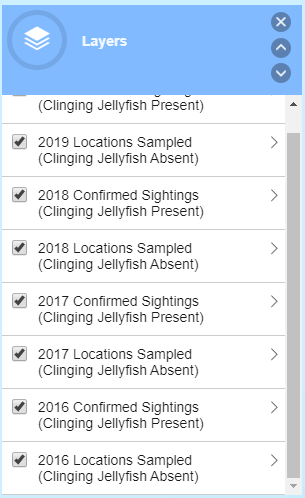 Layers
(Clinging Jellyfish Present)
2019 Locations Sampled
(Clinging Jellyfish Absent)
2018 Confirmed Sightings
(Clinging Jellyfish Present)
2018 Locations Sampled
(Clinging Jellyfish Absent)
2017 Confirmed Sightings
(Clinging Jellyfish Present)
2017 Locations Sampled
(Clinging Jellyfish Absent)
2016 Confirmed Sightings
(Clinging Jellyfish Present)
2016 Locations Sampled
(Clinging Jellyfish Absent)